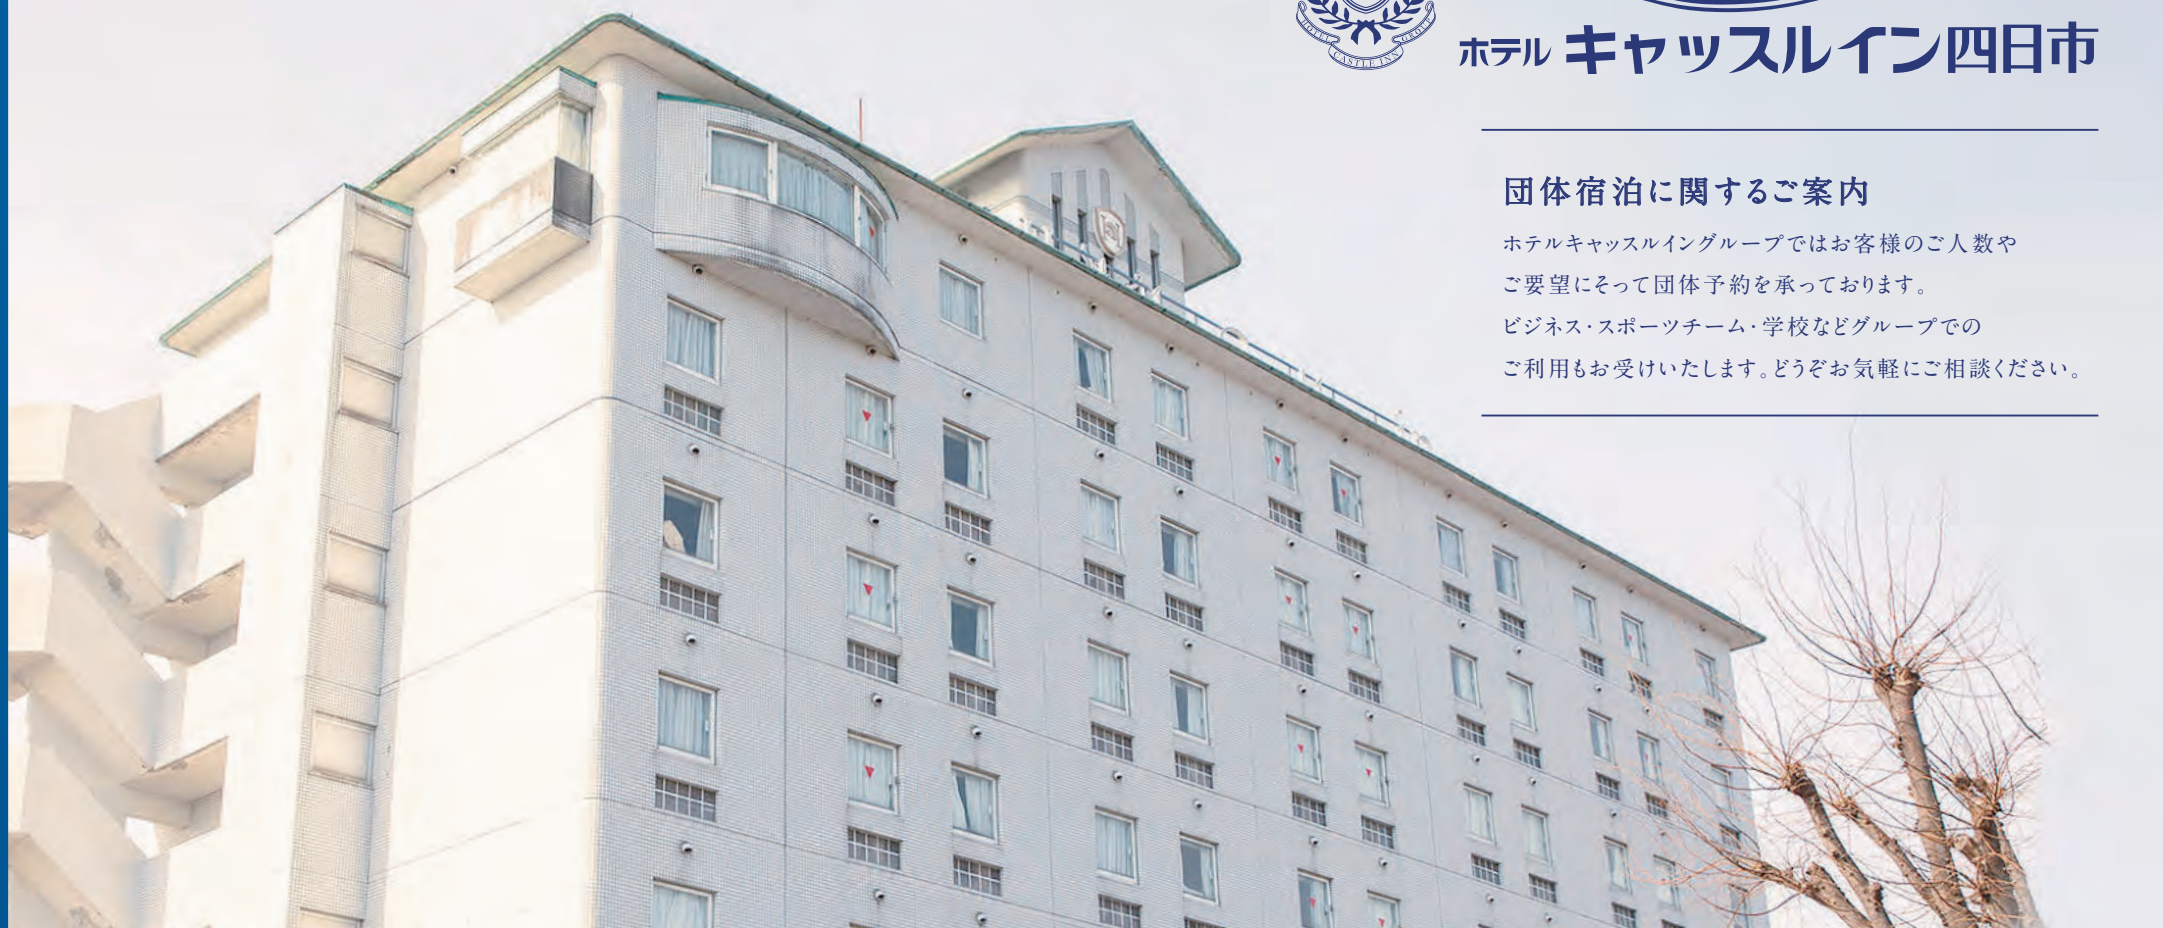 HOTEL CASTLE INN GROUP
ホテル キャッスルイン四日市
団体宿泊に関するご案内
ホテルキャッスルイングループではお客様のご人数や
ご要望にそって団体予約を承っております。
ビジネス・スポーツチーム・学校などグループでの
ご利用もお受けいたします。どうぞお気軽にご相談ください。